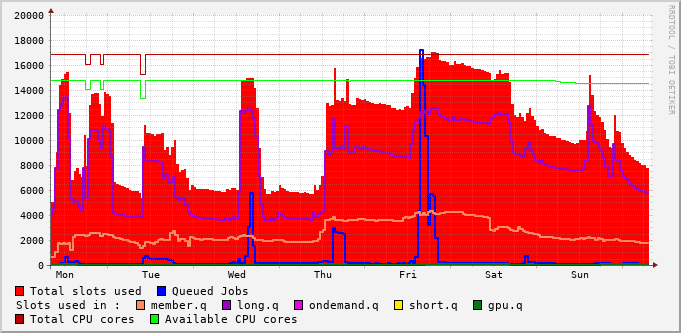 20000
18000
16000
14000
12000
10000
8000
6000
4000
2000
0
Mon Tue Wed Thu Fri Sat Sun
RRDTOOL / TOBI OETIKER
Total slots used Queued Jobs
Slots used in : member.q long.q ondemand.q short.q gpu.q
Total CPU cores Available CPU cores